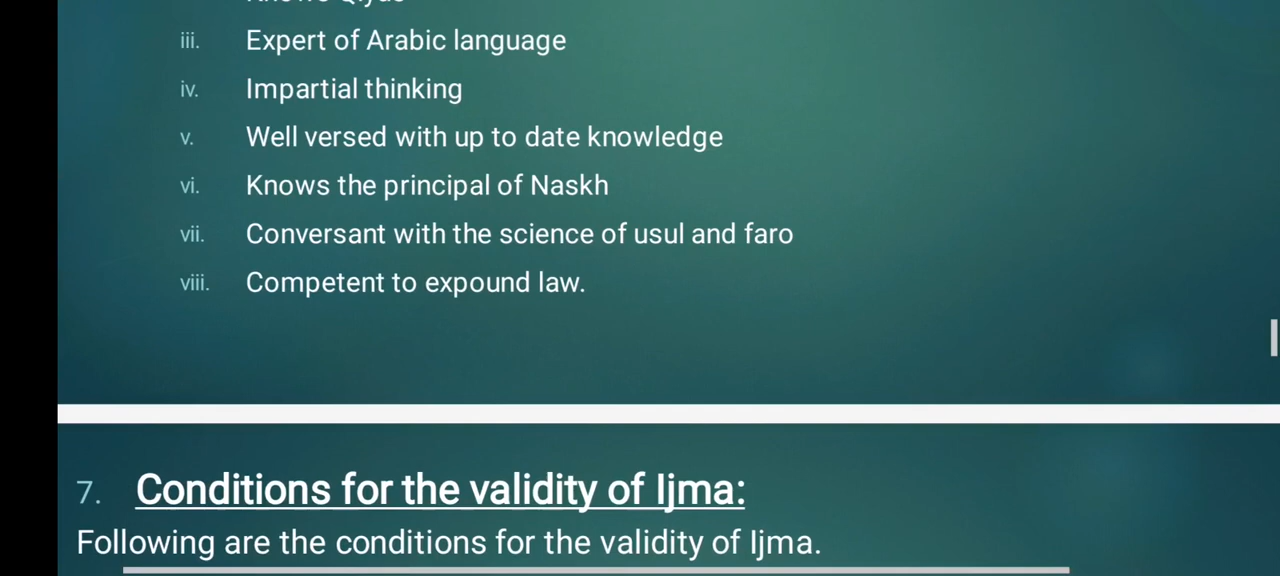 iii. Expert of Arabic language
iv. Impartial thinking
v. Well versed with up to date knowledge
vi. Knows the principal of Naskh
vii. Conversant with the science of usul and faro
viii. Competent to expound law.
7. Conditions for the validity of Ijma:
Following are the conditions for the validity of Ijma.